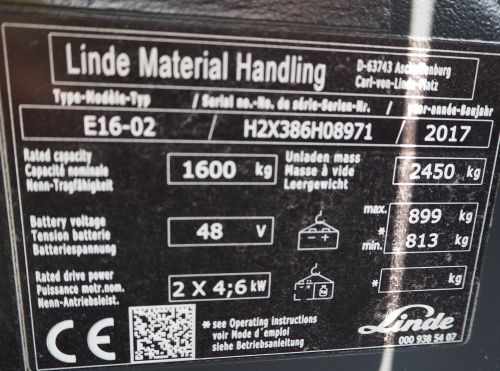 Linde Material Handling
D-63743 Aschaffenburg
Carl-von-Linde-Platz
Type-Modèle-Typ / Serial no.-No. de série-Serien-Nr. / year-année-Baujahr
E16-02 / H2X386H08971 / 2017
Rated capacity
Capacité nominale
Nenn-Tragfähigkeit
1600 kg
Unladen mass
Masse à vide
Leergewicht
2450 kg
Battery voltage
Tension batterie
Batteriespannung
48 V
max. 899 kg
*
min. 813 kg
Rated drive power
Puissance motr.nom.
Nenn-Antriebsleist.
2 X 4;6 kW
* kg
CE
* see Operating Instructions
voir Mode d'emploi
siehe Betriebsanleitung
Linde
000 938 54 07